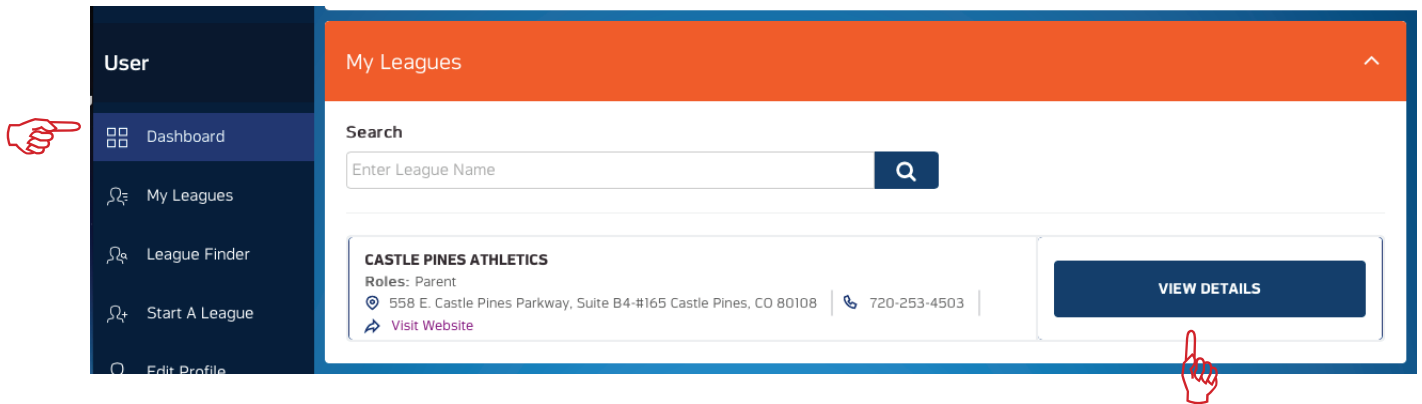 User
Dashboard
My Leagues
League Finder
Start A League
Edit Profile
My Leagues
Search
Enter League Name
CASTLE PINES ATHLETICS
Roles: Parent
558 E. Castle Pines Parkway, Suite B4-#165 Castle Pines, CO 80108 720-253-4503
Visit Website
VIEW DETAILS